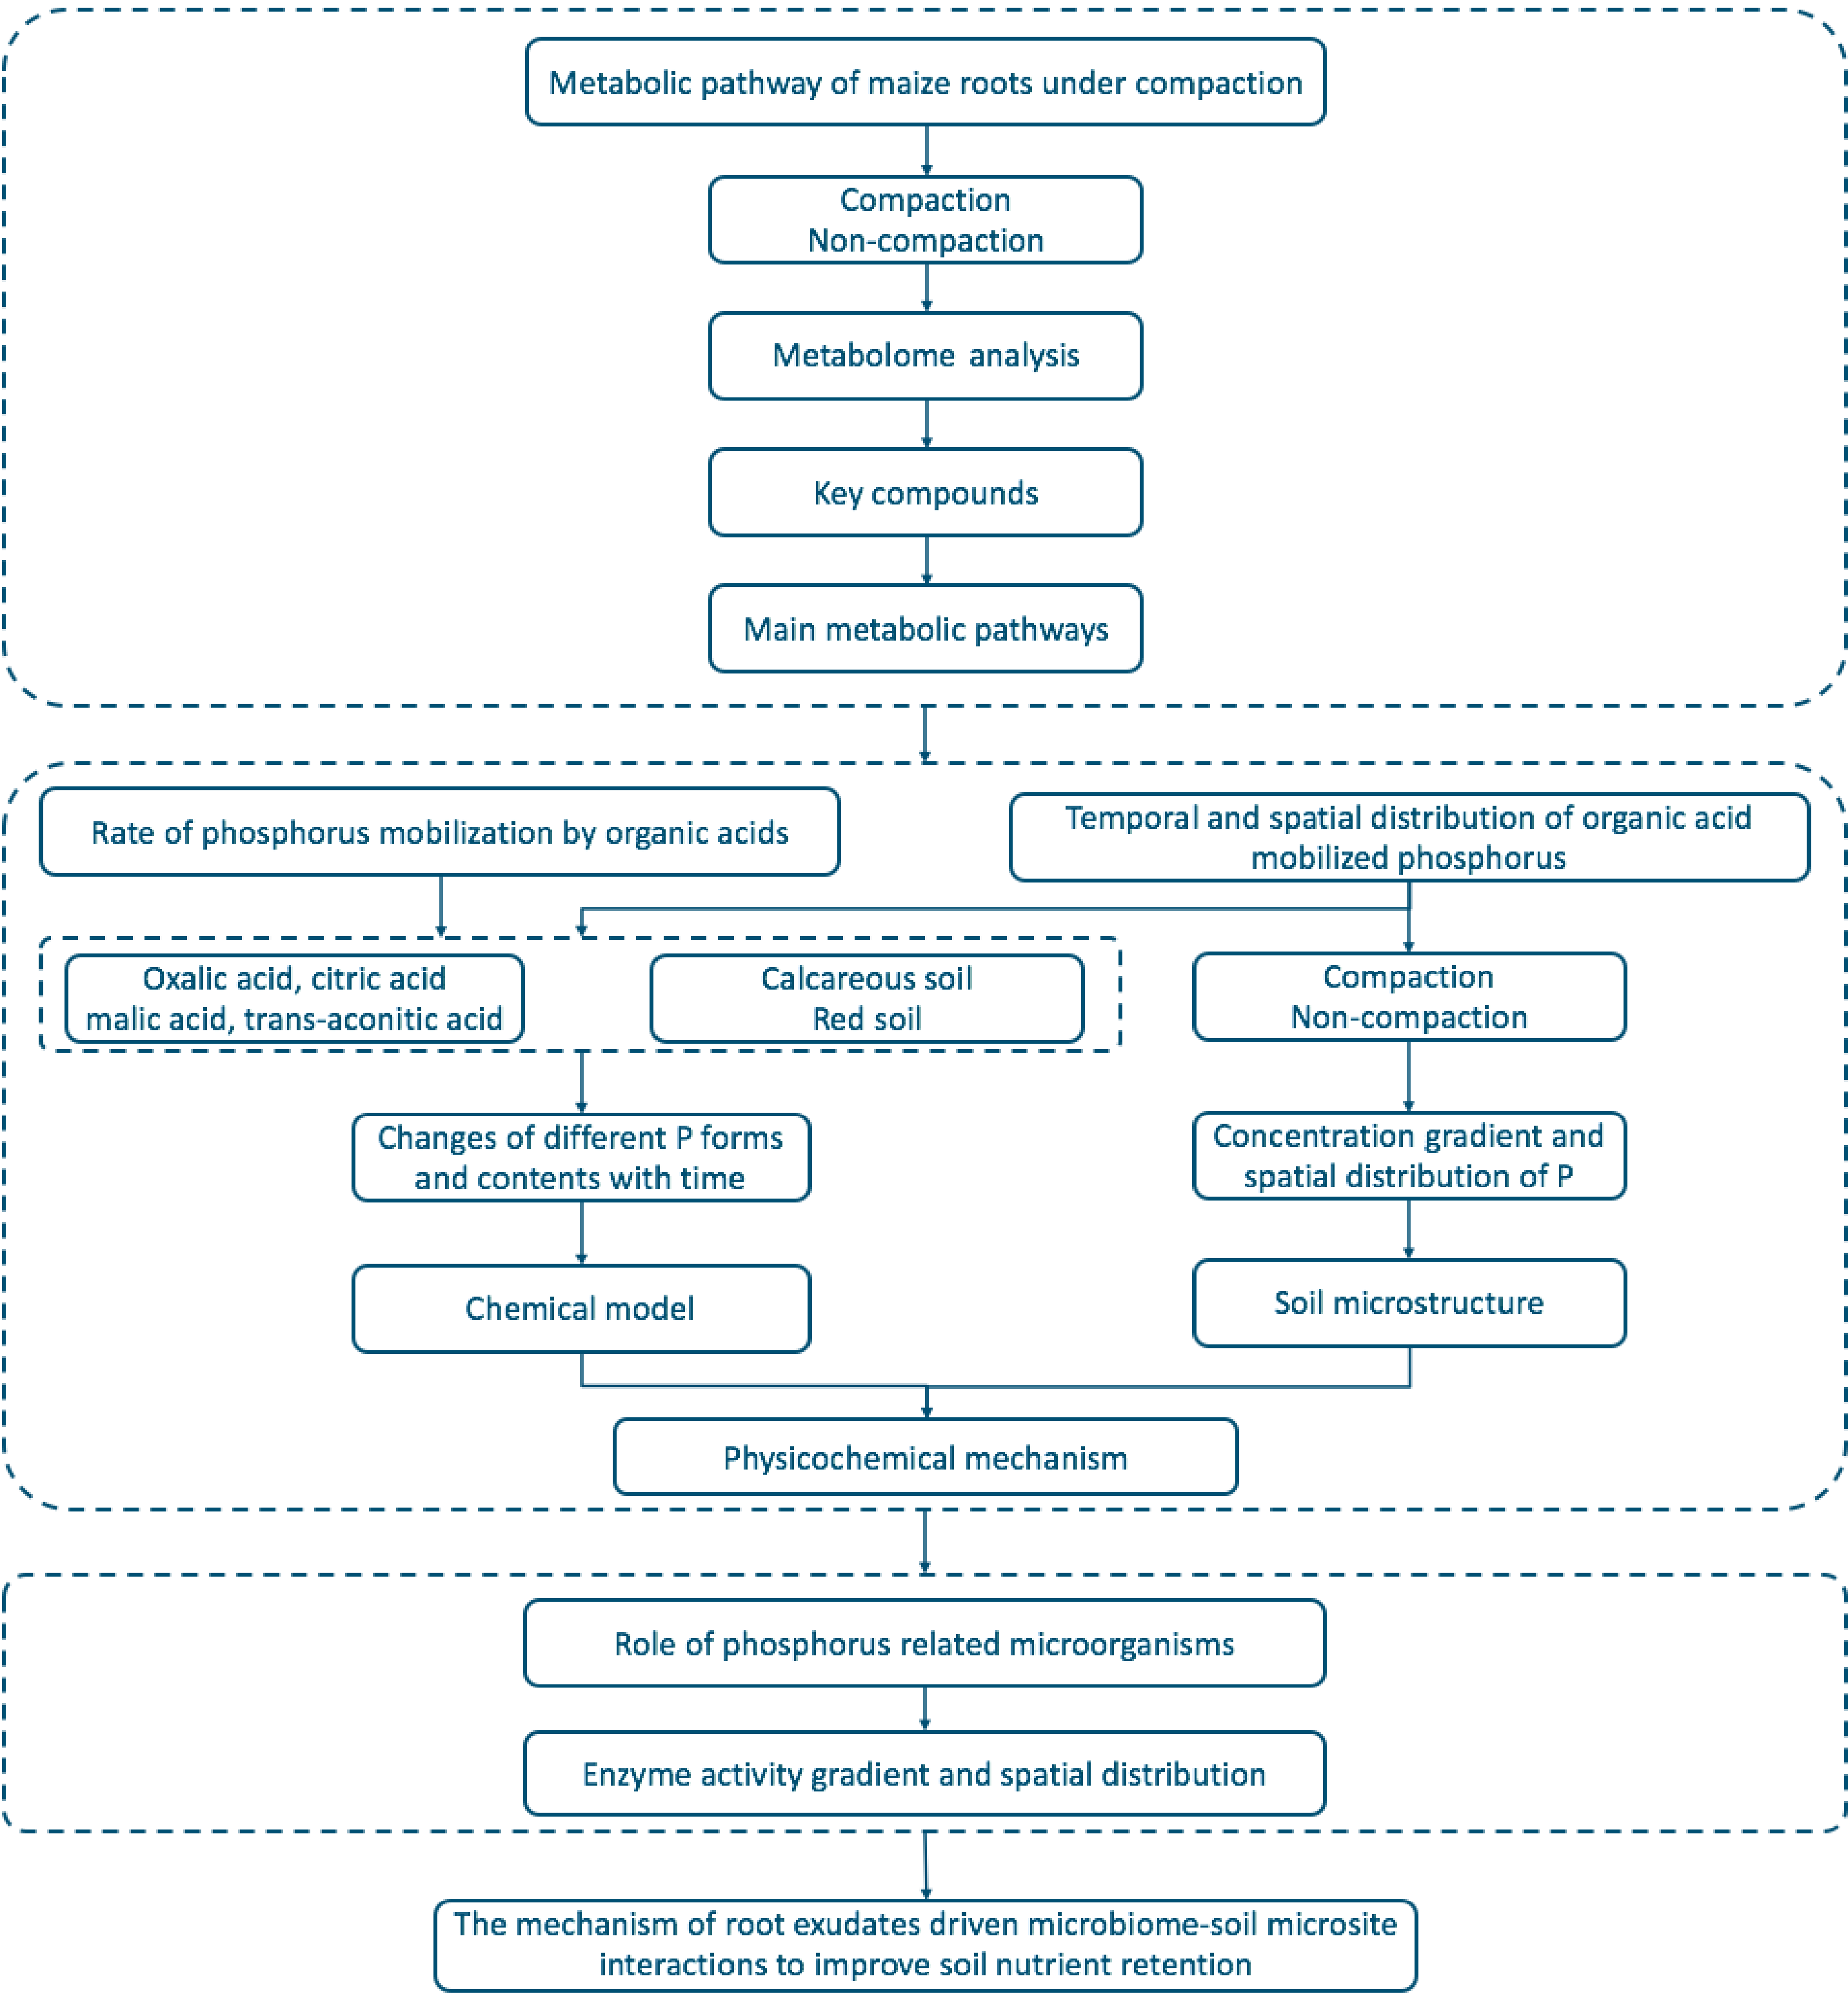 Metabolic pathway of maize roots under compaction
Compaction
Non-compaction
Metabolome analysis
Key compounds
Main metabolic pathways
Rate of phosphorus mobilization by organic acids
Temporal and spatial distribution of organic acid
mobilized phosphorus
Oxalic acid, citric acid
malic acid, trans-aconitic acid
Calcareous soil
Red soil
Compaction
Non-compaction
Changes of different P forms
and contents with time
Concentration gradient and
spatial distribution of P
Chemical model
Soil microstructure
Physicochemical mechanism
Role of phosphorus related microorganisms
Enzyme activity gradient and spatial distribution
The mechanism of root exudates driven microbiome-soil microsite
interactions to improve soil nutrient retention